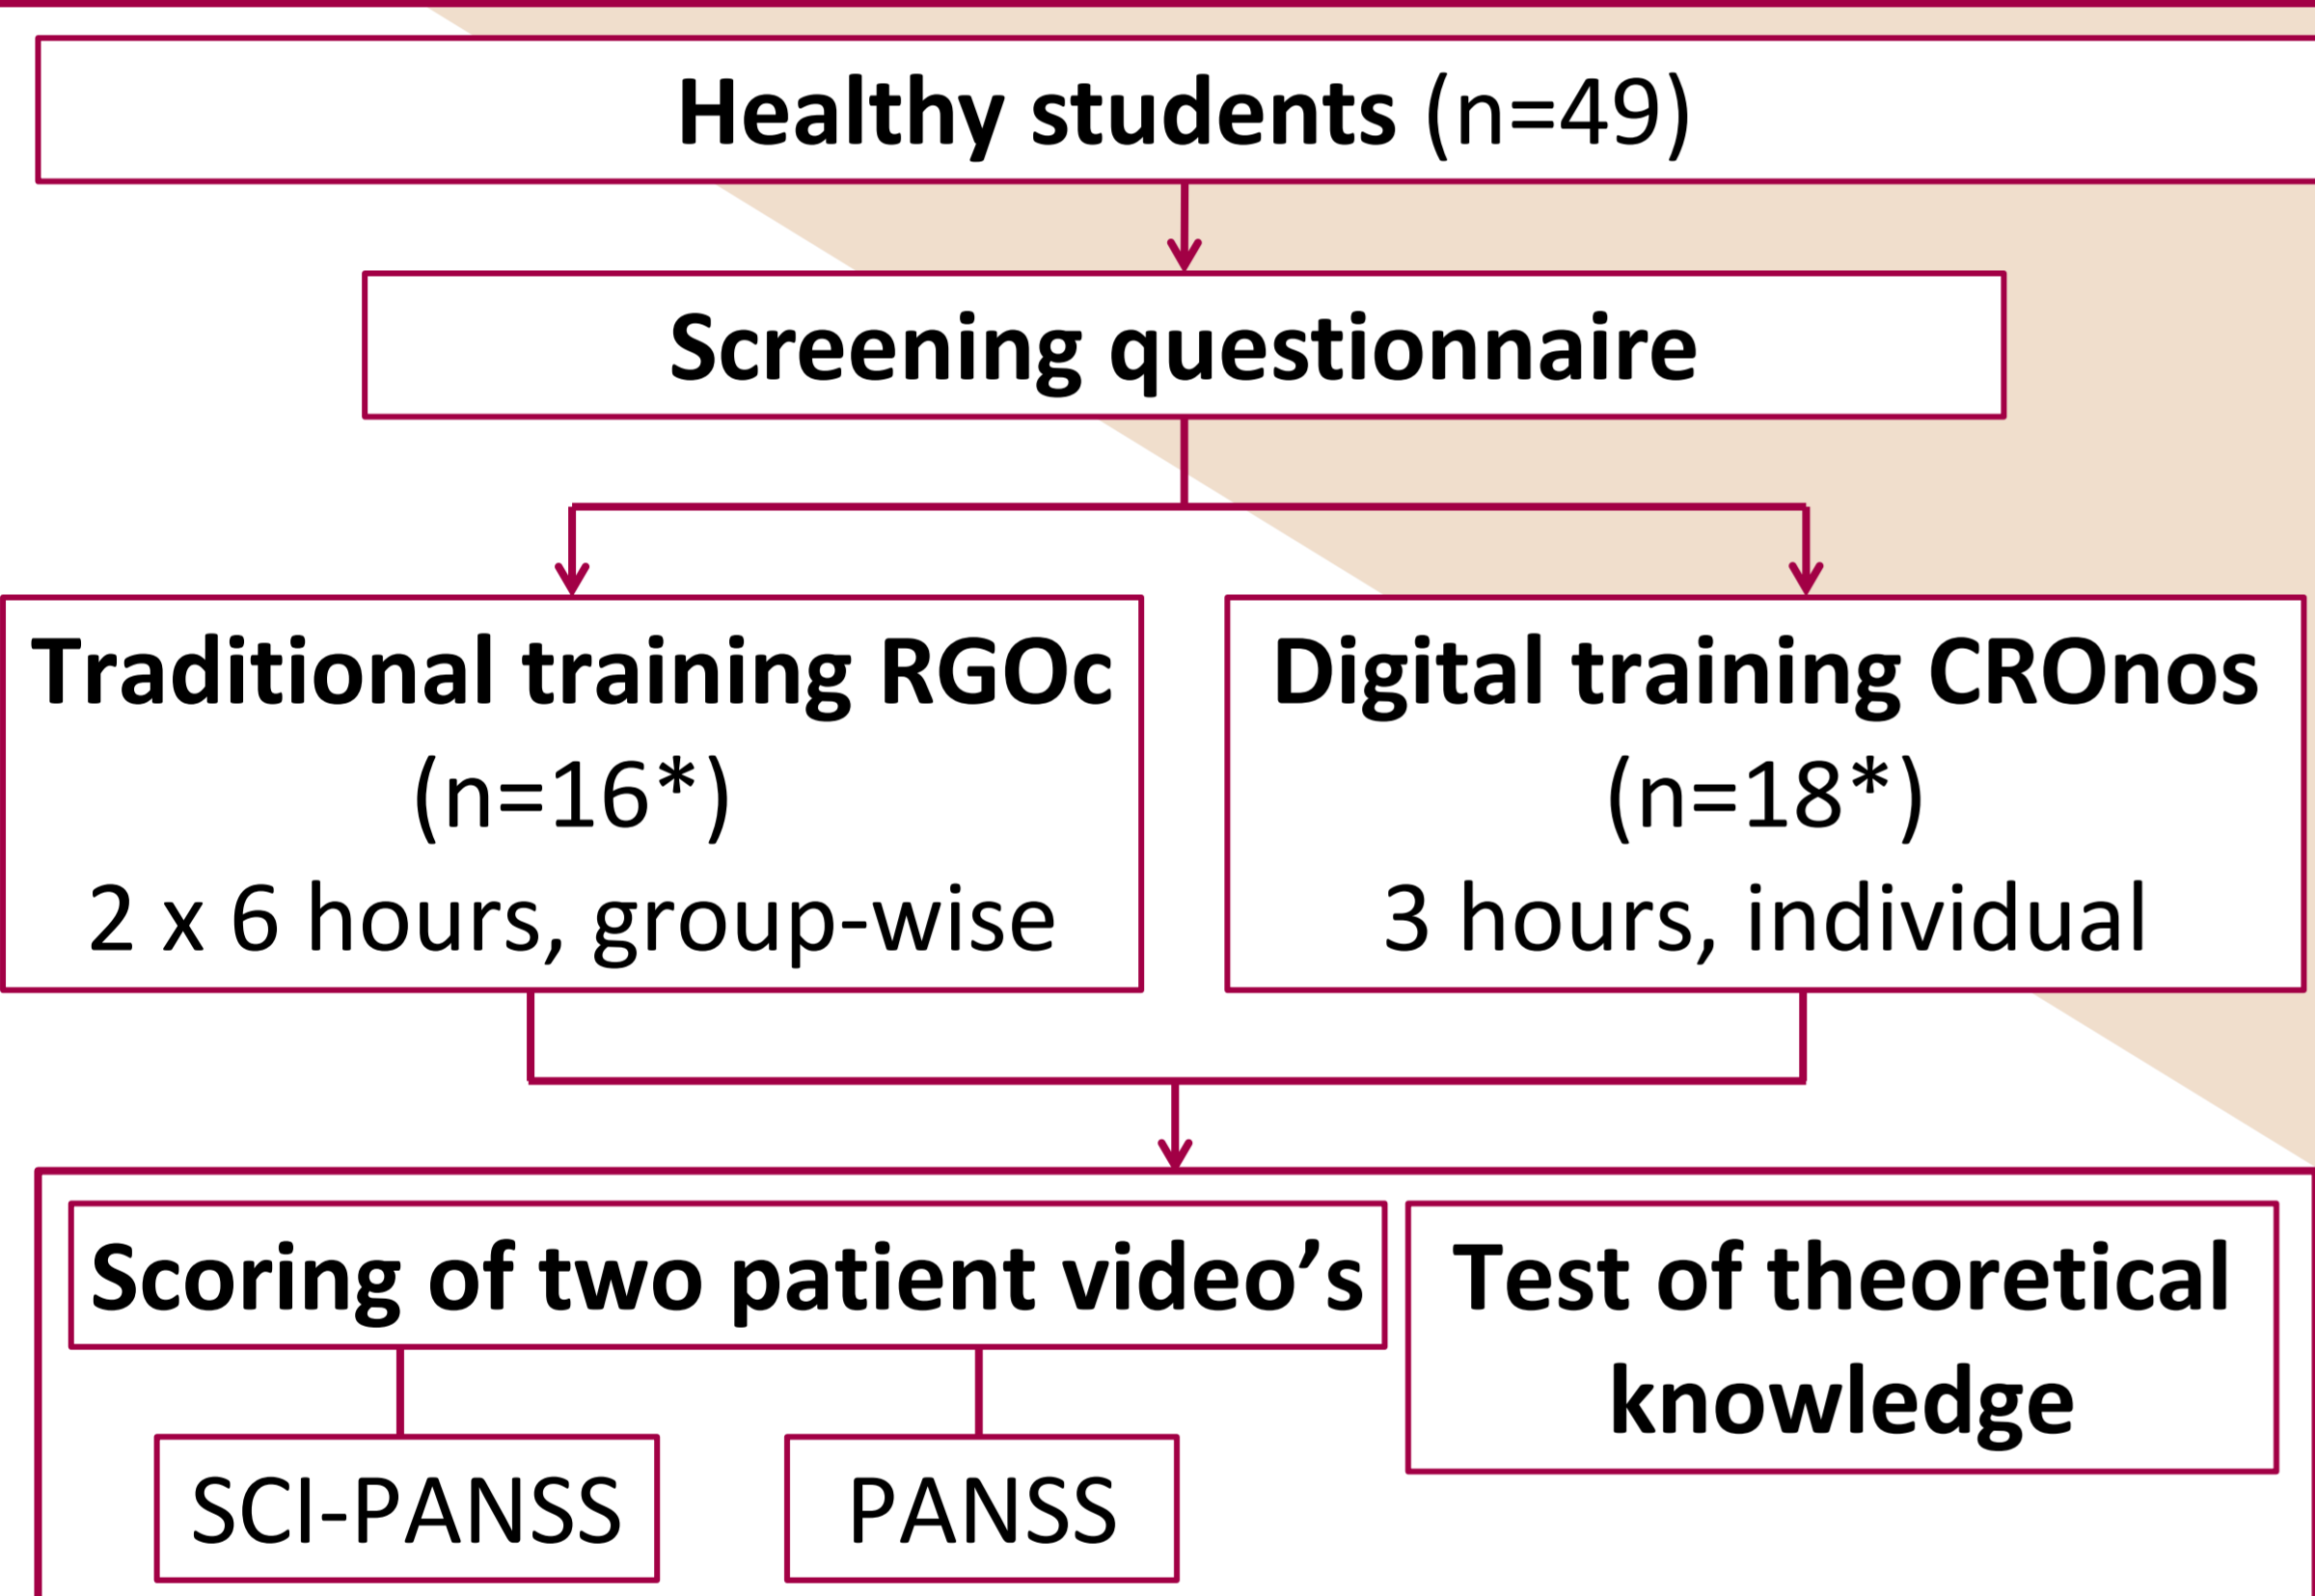 Healthy students (n=49)
Screening questionnaire
Traditional training RGOc
(n=16*)
2 x 6 hours, group-wise
Digital training CROnos
(n=18*)
3 hours, individual
Scoring of two patient video’s
Test of theoretical
knowledge
SCI-PANSS
PANSS